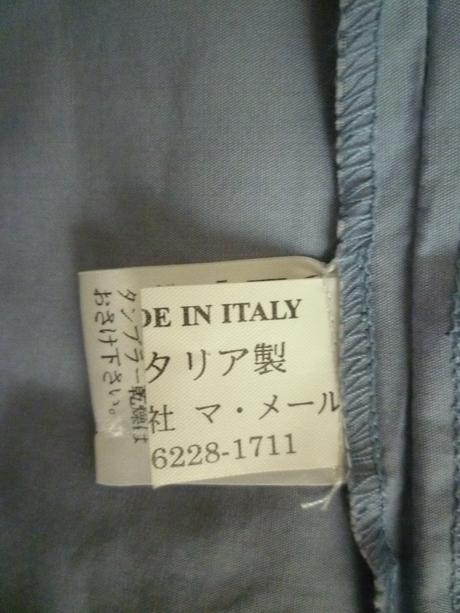 DE IN ITALY
タリア製
社 マ・メール
6228-1711
タンブラー乾燥は
おさけ下さい。